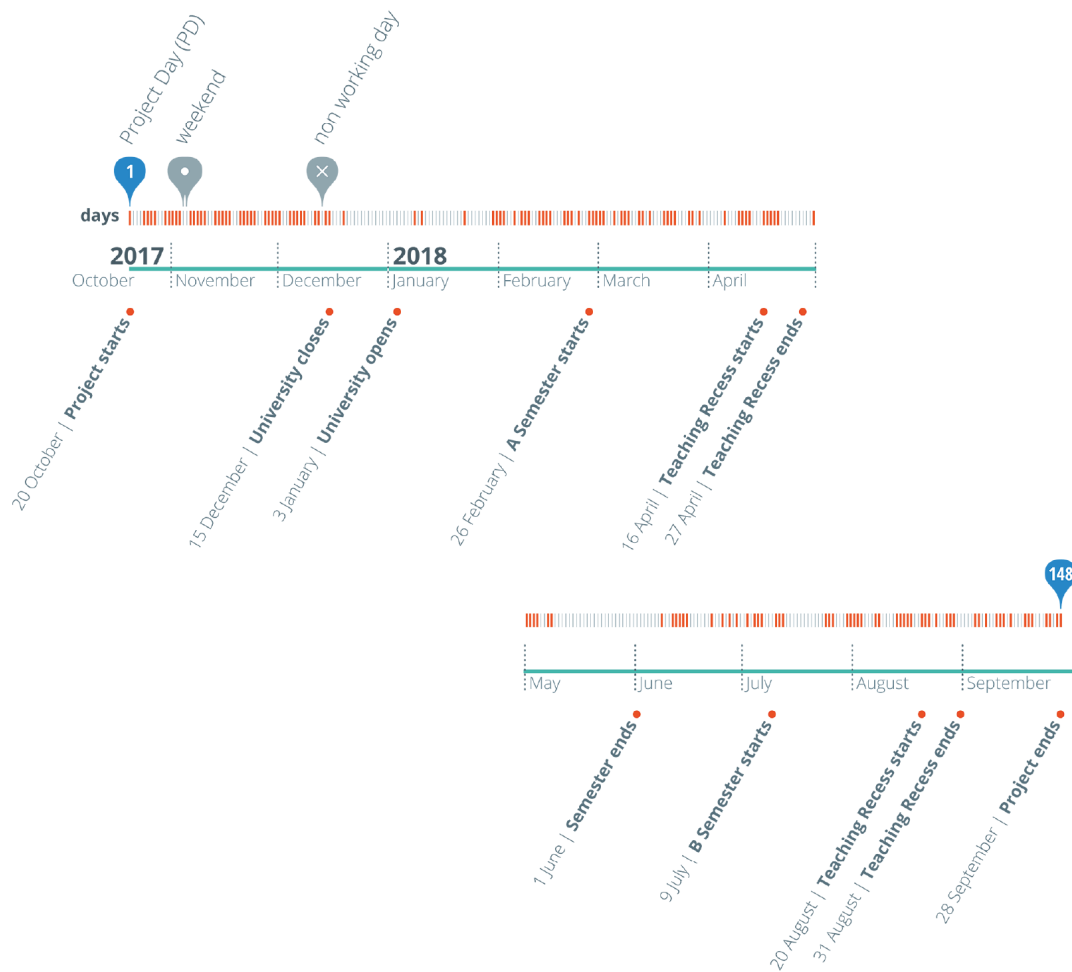 Project Day (PD)
weekend
non working day
1
days
2017
2018
October
November
December
January
February
March
April
20 October | Project starts
15 December | University closes
3 January | University opens
26 February | A Semester starts
16 April | Teaching Recess starts
27 April | Teaching Recess ends
148
May
June
July
August
September
1 June | Semester ends
9 July | B Semester starts
20 August | Teaching Recess starts
31 August | Teaching Recess ends
28 September | Project ends